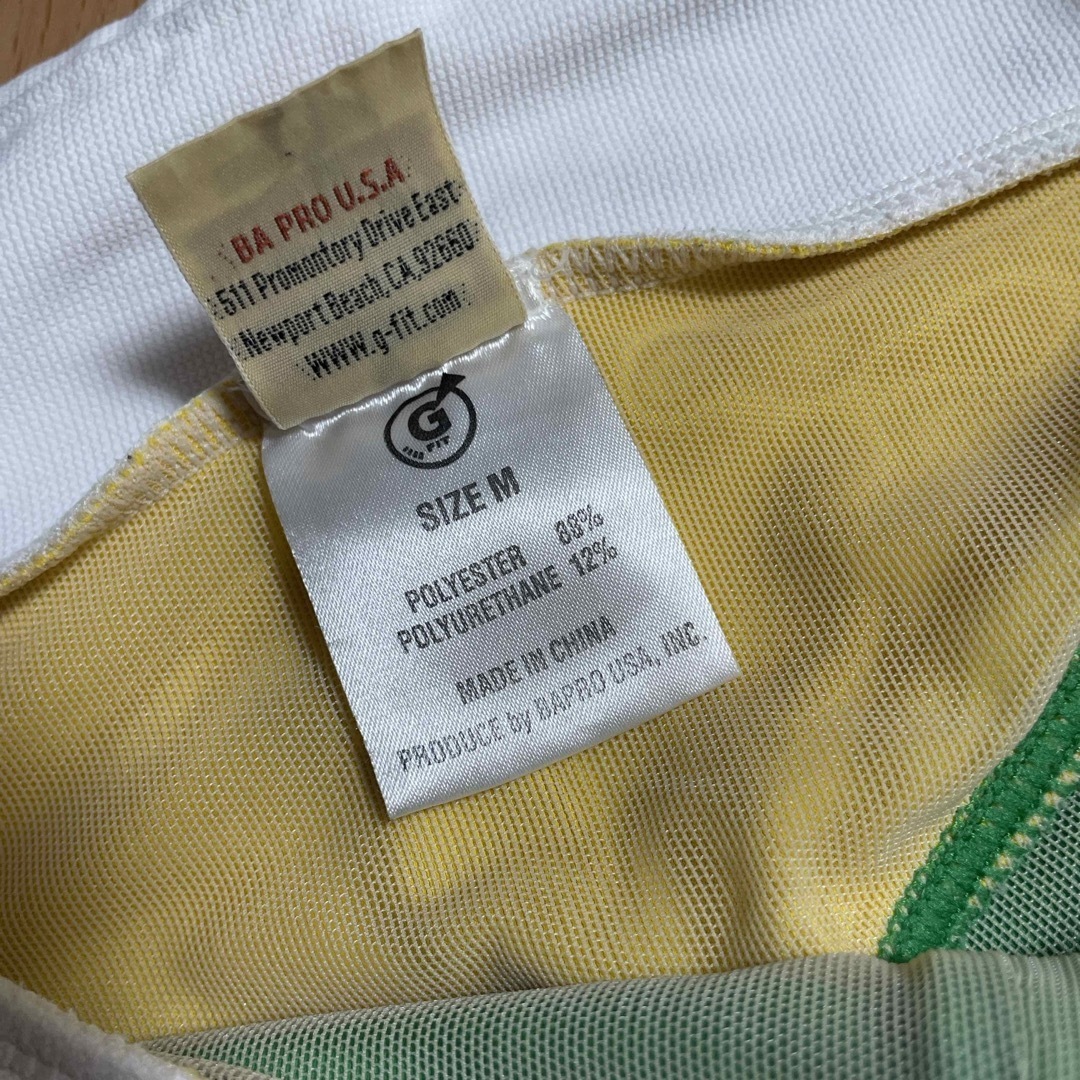 BA PRO U.S.A
511 Promontory Drive East
Newport Beach, CA.92660
WWW.g-fit.com
G
FIT
SIZE M
POLYESTER 88%
POLYURETHANE 12%
MADE IN CHINA
PRODUCE by BAPRO USA, INC.